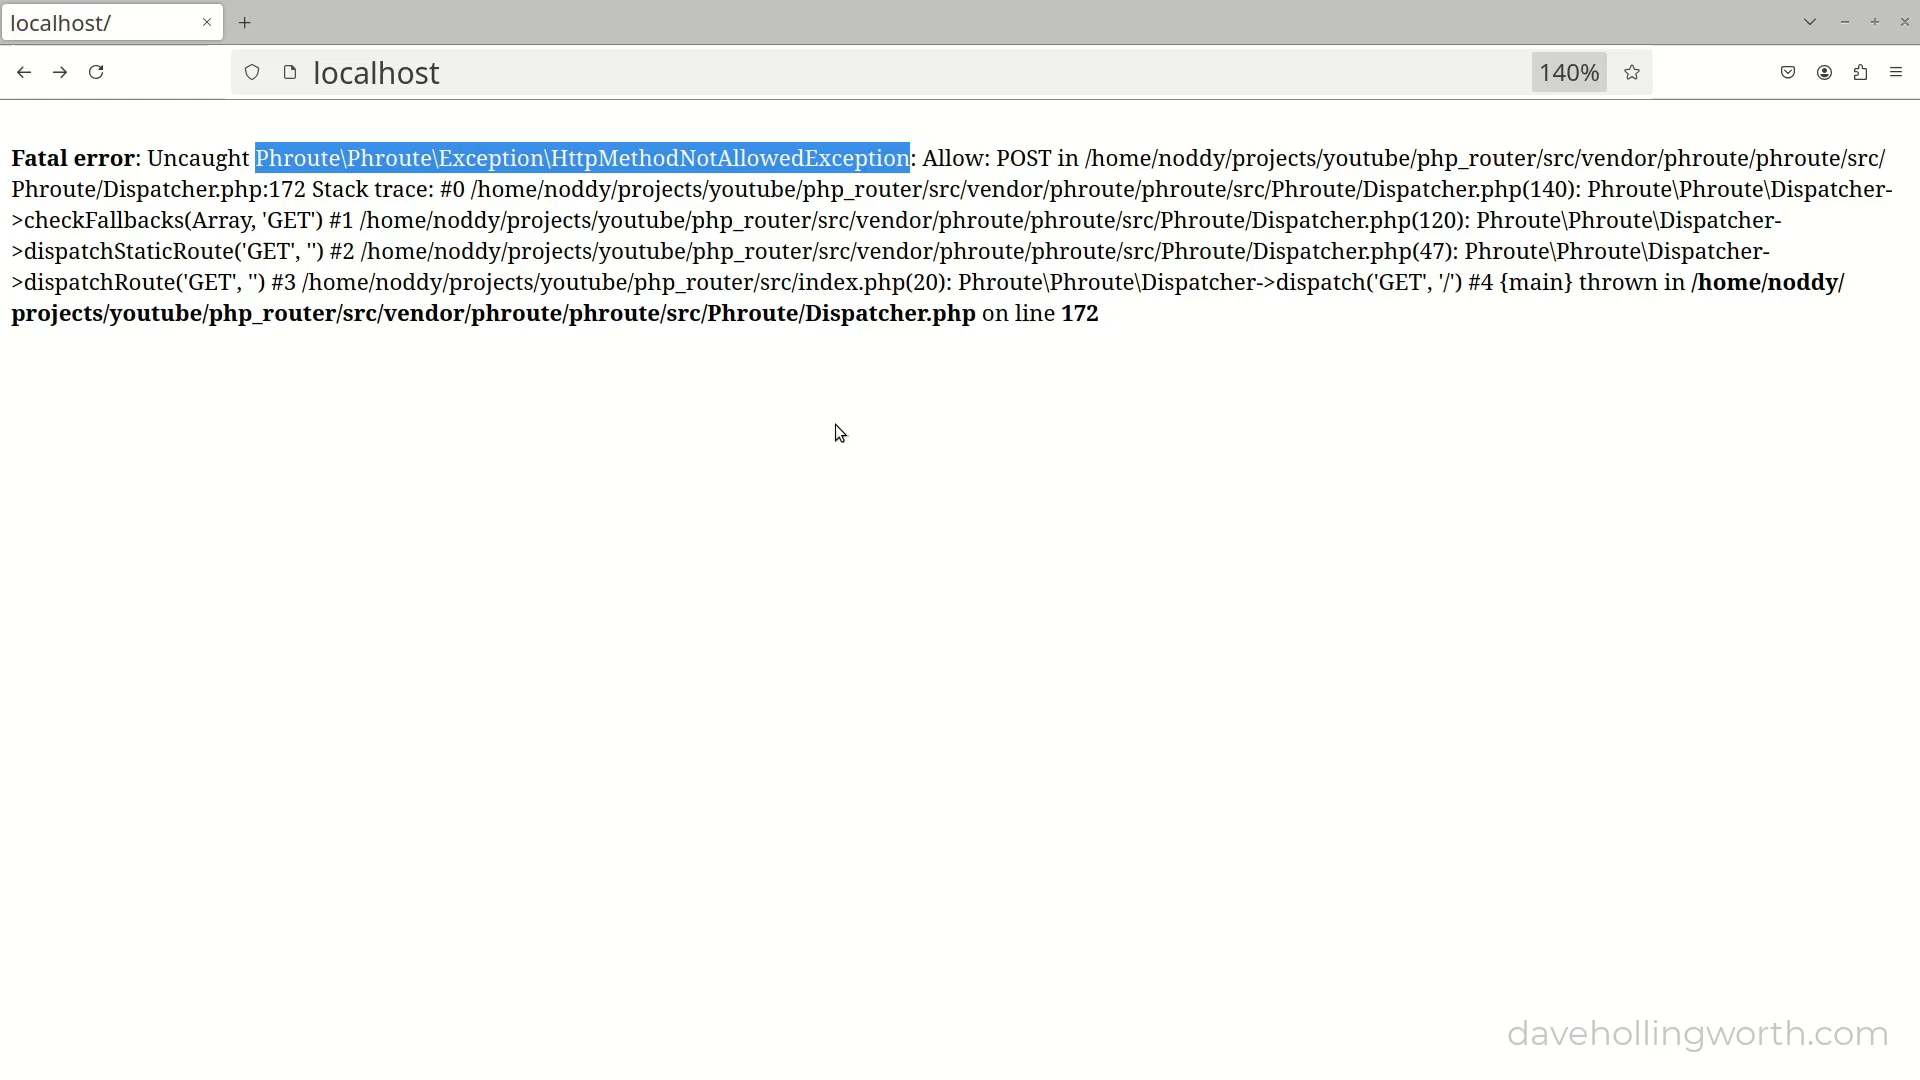 localhost/
localhost
140%
Fatal error: Uncaught Phroute\Phroute\Exception\HttpMethodNotAllowedException: Allow: POST in /home/noddy/projects/youtube/php_router/src/vendor/phroute/phroute/src/
Phroute/Dispatcher.php:172 Stack trace: #0 /home/noddy/projects/youtube/php_router/src/vendor/phroute/phroute/src/Phroute/Dispatcher.php(140): Phroute\Phroute\Dispatcher-
>checkFallbacks(Array, 'GET') #1 /home/noddy/projects/youtube/php_router/src/vendor/phroute/phroute/src/Phroute/Dispatcher.php(120): Phroute\Phroute\Dispatcher-
>dispatchStaticRoute('GET', '') #2 /home/noddy/projects/youtube/php_router/src/vendor/phroute/phroute/src/Phroute/Dispatcher.php(47): Phroute\Phroute\Dispatcher-
>dispatchRoute('GET', '') #3 /home/noddy/projects/youtube/php_router/src/index.php(20): Phroute\Phroute\Dispatcher->dispatch('GET', '/') #4 {main} thrown in /home/noddy/
projects/youtube/php_router/src/vendor/phroute/phroute/src/Phroute/Dispatcher.php on line 172
davehollingworth.com